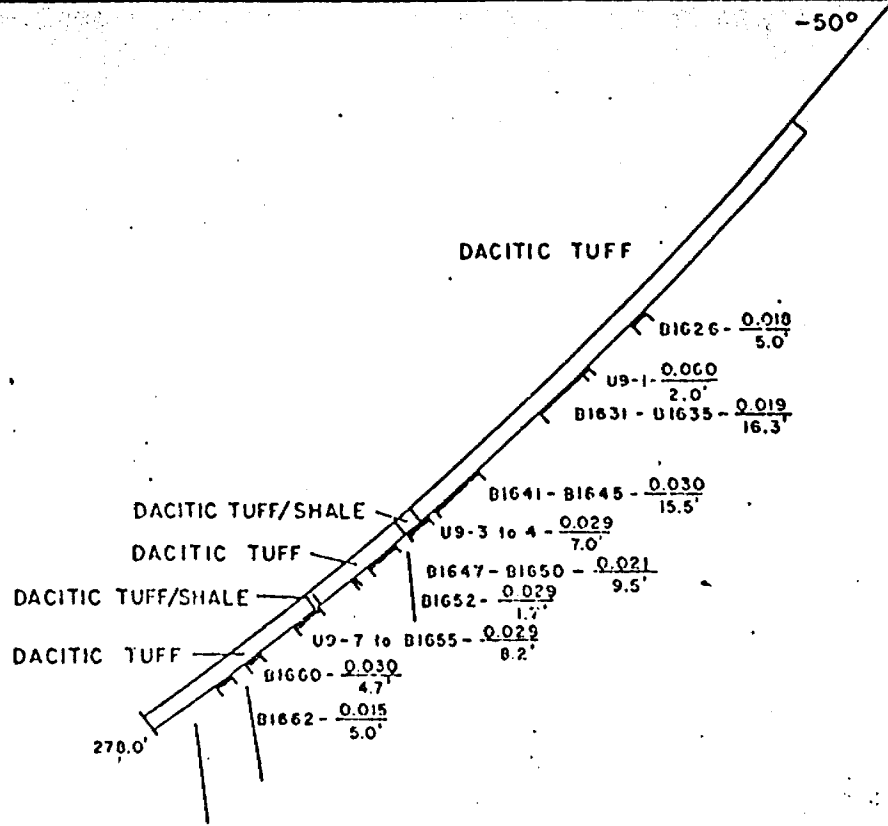 -50°
DACITIC TUFF
B1626 - 0.018
5.0'
U9-1 - 0.060
2.0'
B1631 - B1635 - 0.019
16.3'
B1641 - B1645 - 0.030
15.5'
DACITIC TUFF/SHALE
U9-3 to 4 - 0.029
7.0'
DACITIC TUFF
B1647 - B1650 - 0.021
9.5'
DACITIC TUFF/SHALE
B1652 - 0.029
U9-7 to B1655 - 0.029
8.2'
DACITIC TUFF
B1660 - 0.030
4.7'
B1662 - 0.015
5.0'
278.0'